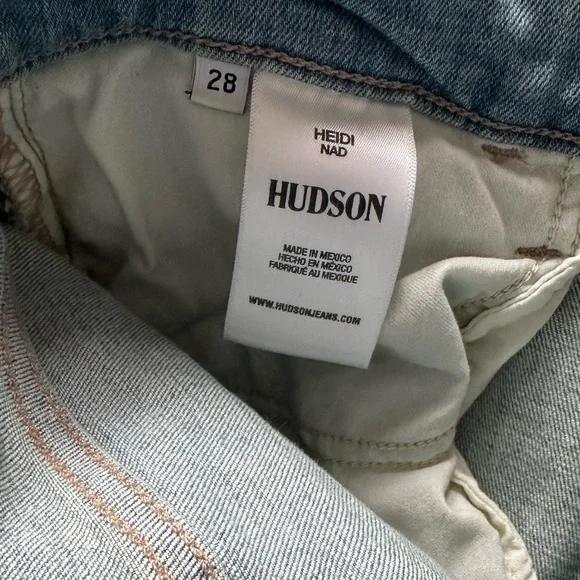 28
HEIDI
NAD
HUDSON
MADE IN MEXICO
HECHO EN MÉXICO
FABRIQUÉ AU MEXIQUE
WWW.HUDSONJEANS.COM